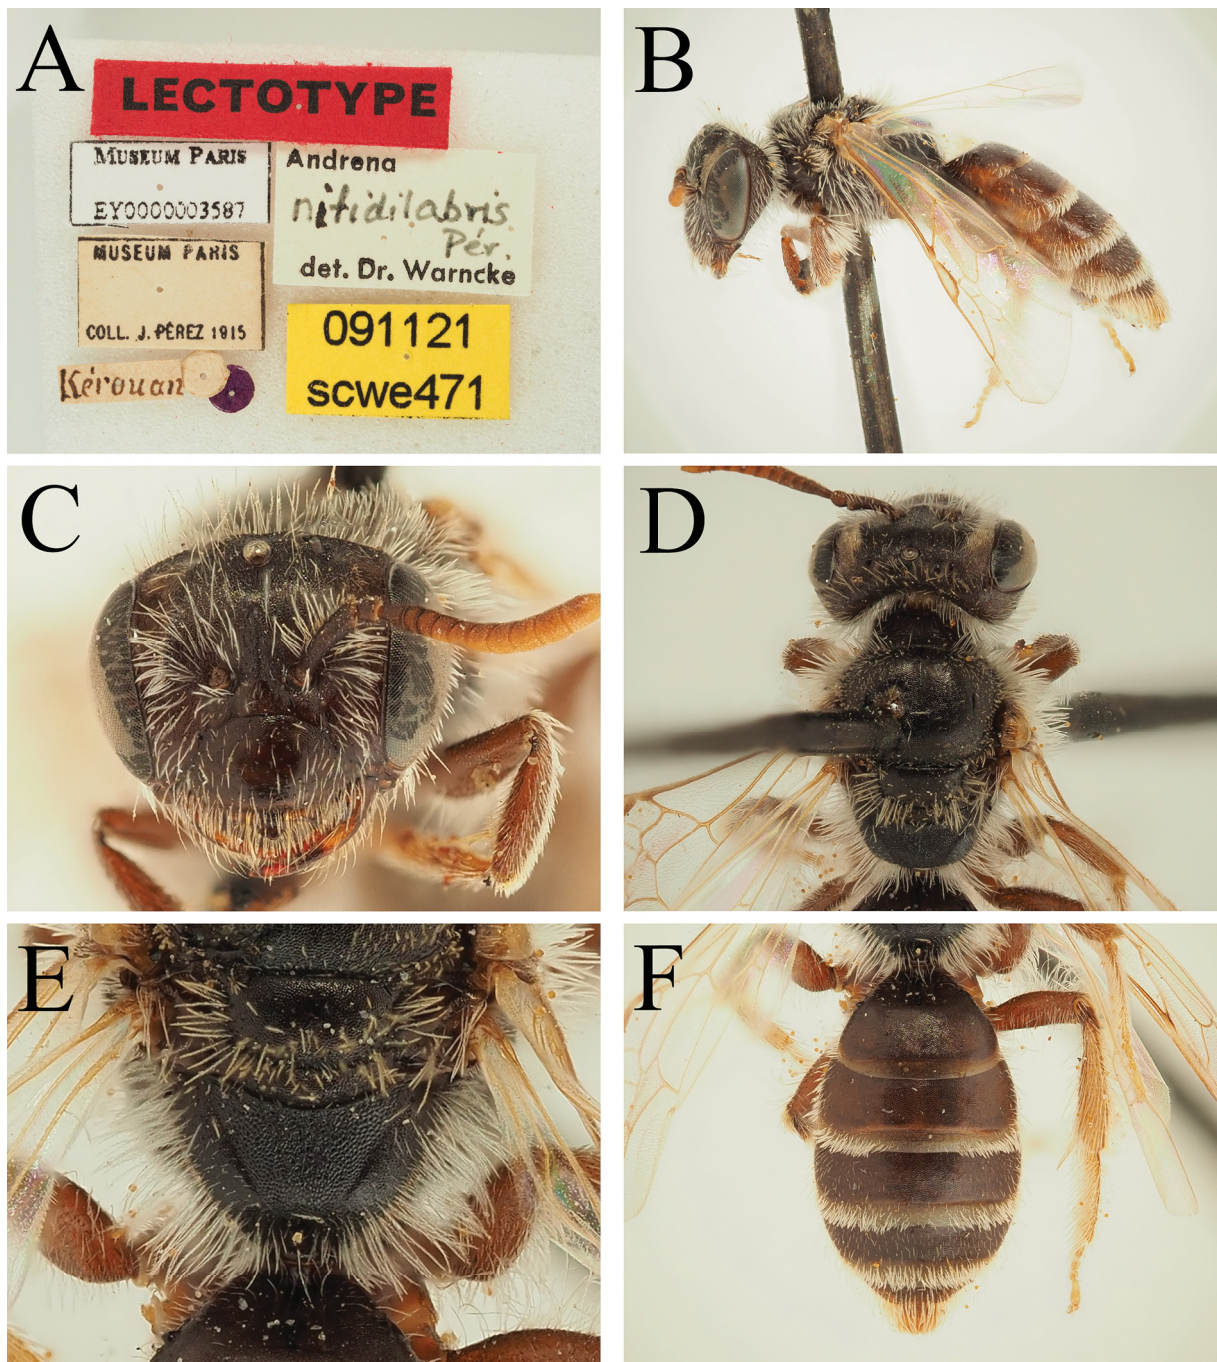 A
LECTOTYPE
MUSEUM PARIS
EY0000003587
MUSEUM PARIS
COLL. J. PÉREZ 1915
Kérouan
Andrena
nitidilabris
Pér.
det. Dr. Warncke
091121
scwe471
B
C
D
E
F